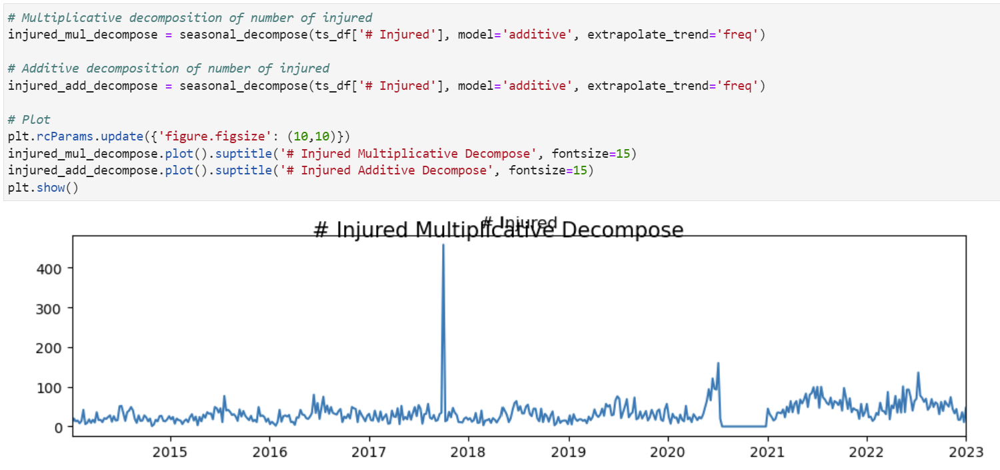 # Multiplicative decomposition of number of injured
injured_mul_decompose = seasonal_decompose(ts_df['# Injured'], model='additive', extrapolate_trend='freq')
# Additive decomposition of number of injured
injured_add_decompose = seasonal_decompose(ts_df['# Injured'], model='additive', extrapolate_trend='freq')
# Plot
plt.rcParams.update({'figure.figsize': (10,10)})
injured_mul_decompose.plot().suptitle('# Injured Multiplicative Decompose', fontsize=15)
injured_add_decompose.plot().suptitle('# Injured Additive Decompose', fontsize=15)
plt.show()
# Injured
# Injured Multiplicative Decompose
400
300
200
100
0
2015 2016 2017 2018 2019 2020 2021 2022 2023